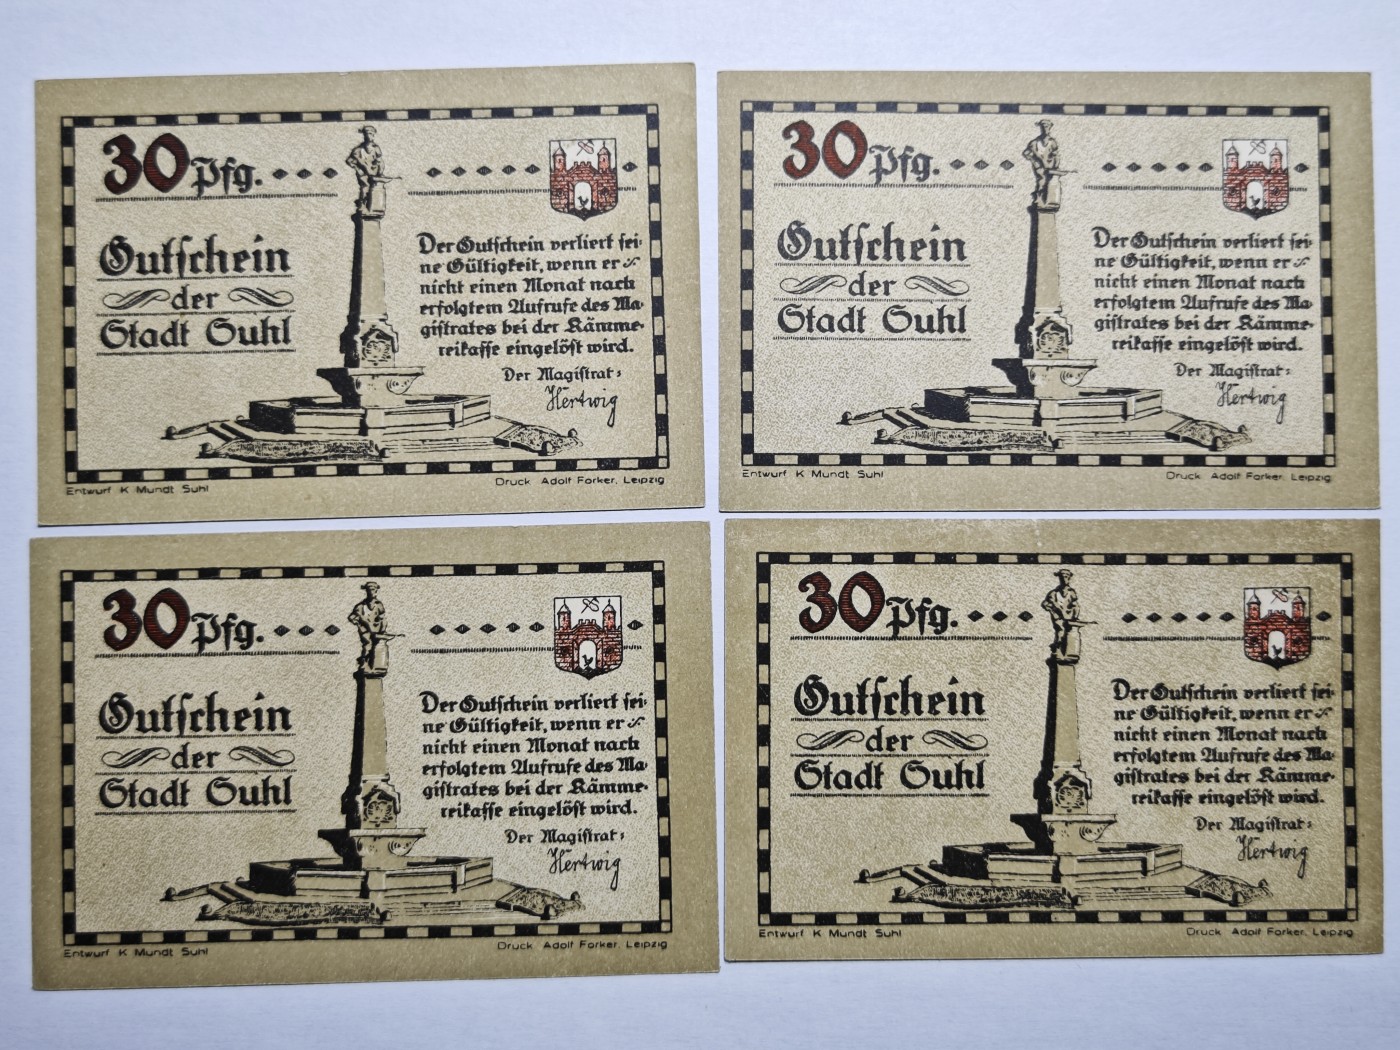 30 Pfg.
Gutschein
der
Stadt Suhl
Der Gutschein verliert sei-
ne Gültigkeit, wenn er
nicht einen Monat nach
erfolgtem Aufrufe des Ma-
gistrates bei der Kämme-
reikasse eingelöst wird.
Der Magistrat:
Hertwig
Entwurf K Mundt Suhl
Druck Adolf Forker, Leipzig
30 Pfg.
Gutschein
der
Stadt Suhl
Der Gutschein verliert sei-
ne Gültigkeit, wenn er
nicht einen Monat nach
erfolgtem Aufrufe des Ma-
gistrates bei der Kämme-
reikasse eingelöst wird.
Der Magistrat:
Hertwig
Entwurf K Mundt Suhl
Druck Adolf Forker, Leipzig
30 Pfg.
Gutschein
der
Stadt Suhl
Der Gutschein verliert sei-
ne Gültigkeit, wenn er
nicht einen Monat nach
erfolgtem Aufrufe des Ma-
gistrates bei der Kämme-
reikasse eingelöst wird.
Der Magistrat:
Hertwig
Entwurf K Mundt Suhl
Druck Adolf Forker, Leipzig
30 Pfg.
Gutschein
der
Stadt Suhl
Der Gutschein verliert sei-
ne Gültigkeit, wenn er
nicht einen Monat nach
erfolgtem Aufrufe des Ma-
gistrates bei der Kämme-
reikasse eingelöst wird.
Der Magistrat:
Hertwig
Entwurf K Mundt Suhl
Druck Adolf Forker, Leipzig